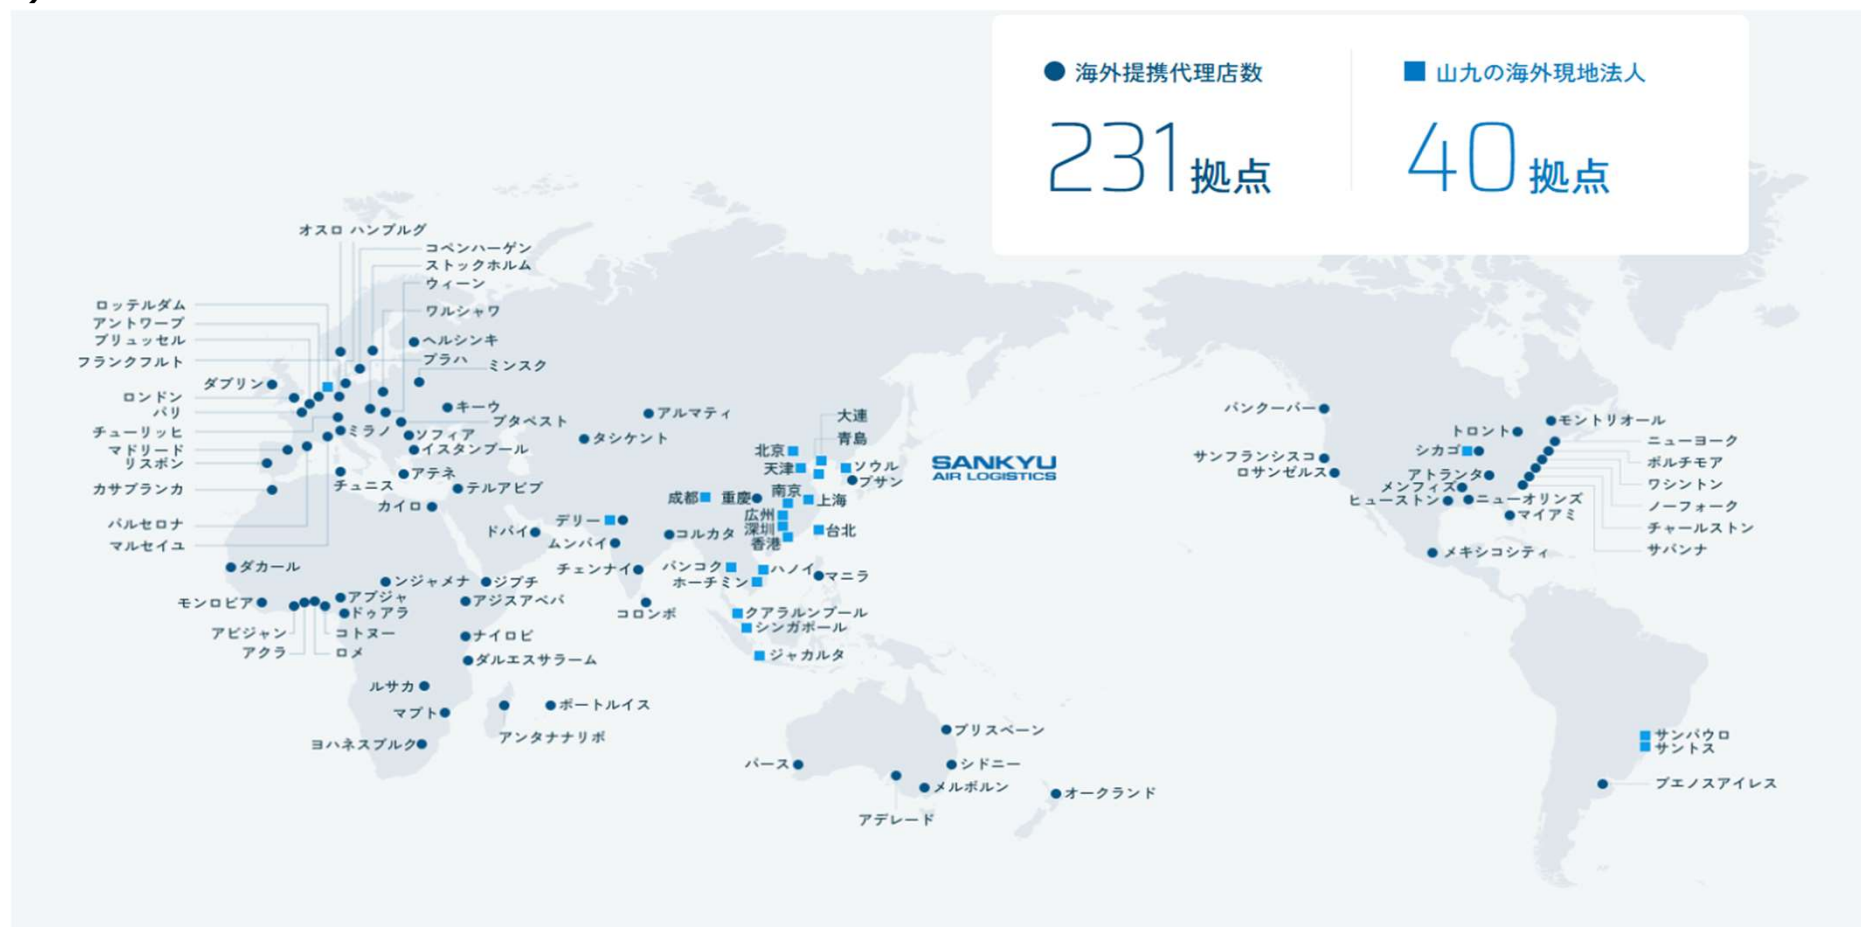 海外提携代理店数
231拠点
山九の海外現地法人
40拠点
オスロ ハンブルグ
コペンハーゲン
ストックホルム
ウィーン
ワルシャワ
ヘルシンキ
プラハ
ミンスク
ロッテルダム
アントワープ
ブリュッセル
フランクフルト
ダブリン
ロンドン
パリ
チューリッヒ
マドリード
リスボン
カサブランカ
バルセロナ
マルセイユ
キーウ
ブタペスト
ミラノ
ソフィア
イスタンブール
アテネ
チュニス
テルアビブ
カイロ
アルマティ
タシケント
ドバイ
デリー
ムンバイ
コルカタ
チェンナイ
コロンボ
大連
青島
北京
天津
ソウル
プサン
成都
重慶
南京
上海
広州
深圳
香港
台北
バンコク
ハノイ
ホーチミン
マニラ
クアラルンプール
シンガポール
ジャカルタ
SANKYU
AIR LOGISTICS
ダカール
モンロビア
アビジャン
アクラ
ロメ
コトヌー
アブジャ
ドゥアラ
ンジャメナ
ジブチ
アジスアベバ
ナイロビ
ダルエスサラーム
ルサカ
マプト
ヨハネスブルク
ポートルイス
アンタナナリボ
パース
アデレード
メルボルン
シドニー
ブリスベーン
オークランド
バンクーバー
サンフランシスコ
ロサンゼルス
トロント
モントリオール
シカゴ
アトランタ
メンフィス
ヒューストン
ニューオリンズ
マイアミ
メキシコシティ
ニューヨーク
ボルチモア
ワシントン
ノーフォーク
チャールストン
サバンナ
サンパウロ
サントス
ブエノスアイレス